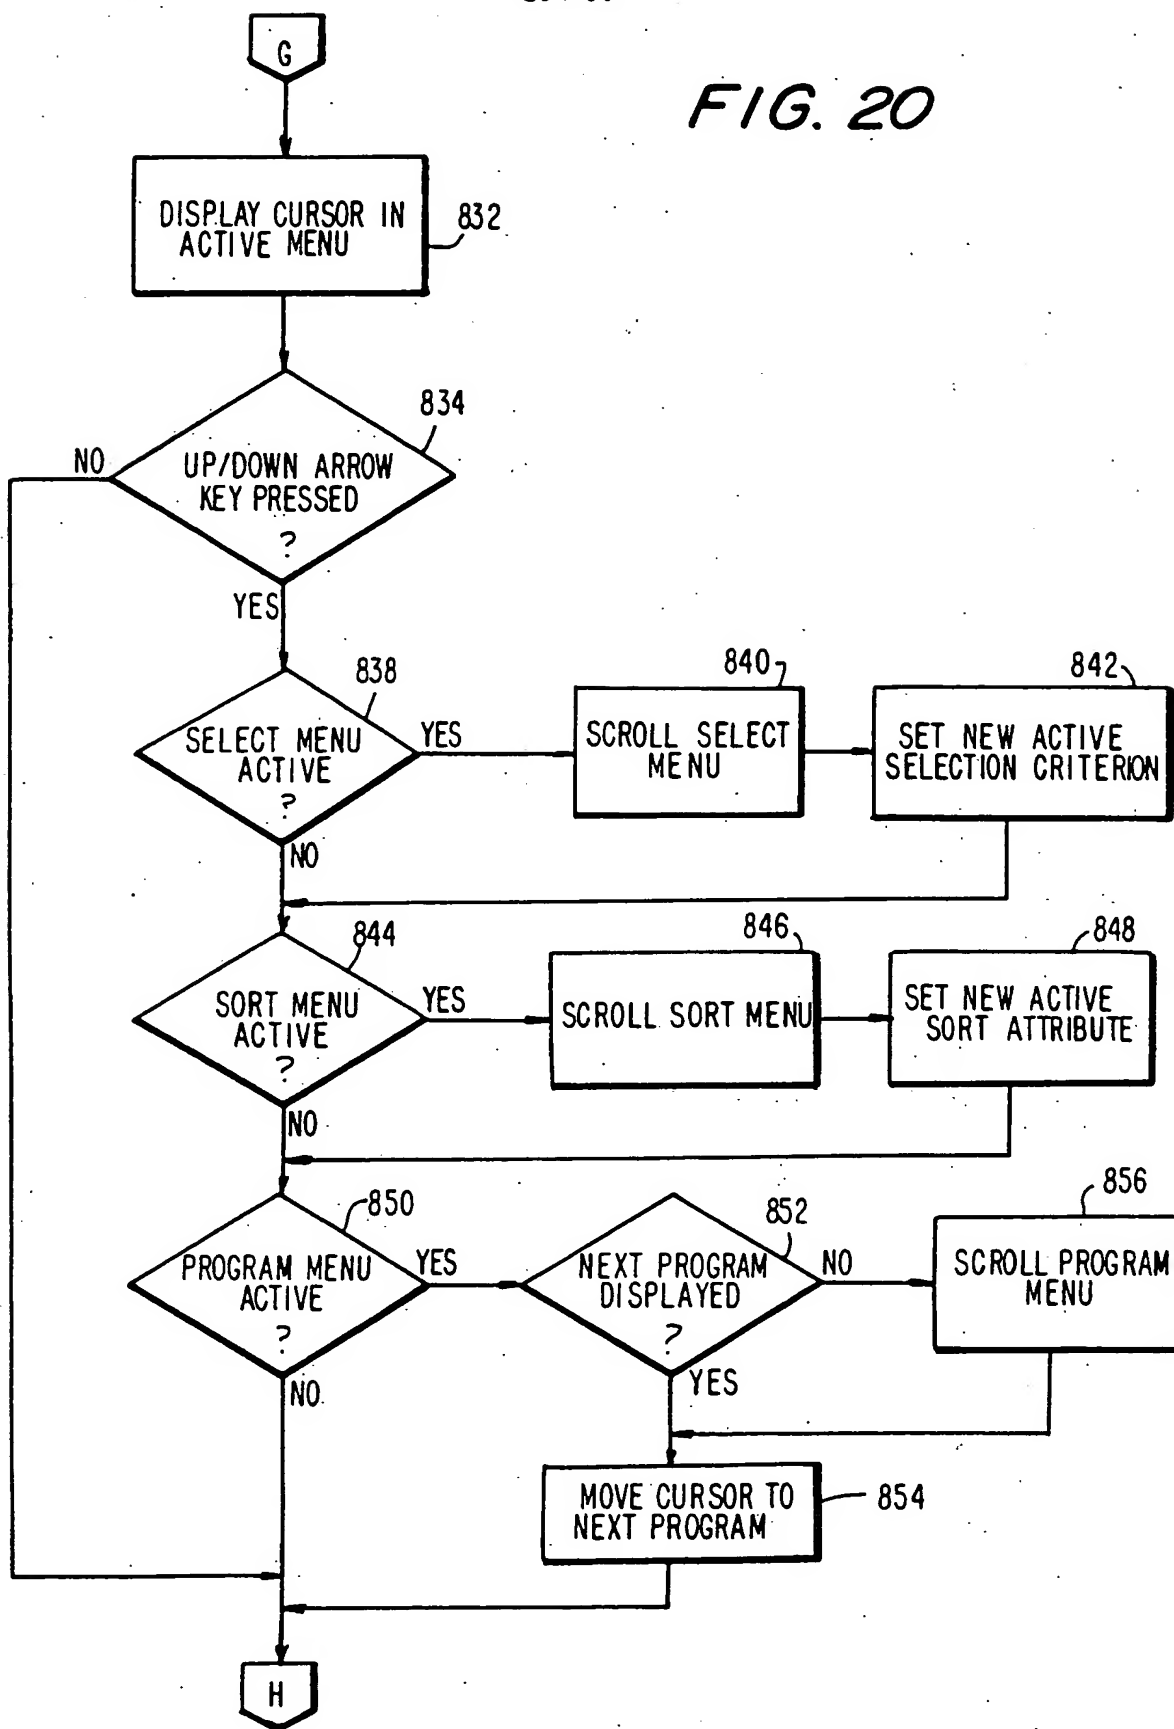 G
FIG. 20
DISPLAY CURSOR IN
ACTIVE MENU
832
834
NO
UP/DOWN ARROW
KEY PRESSED
?
YES
838
SELECT MENU
ACTIVE
?
YES
840
SCROLL SELECT
MENU
842
SET NEW ACTIVE
SELECTION CRITERION
NO
844
SORT MENU
ACTIVE
?
YES
846
SCROLL SORT MENU
848
SET NEW ACTIVE
SORT ATTRIBUTE
NO
850
PROGRAM MENU
ACTIVE
?
YES
852
NEXT PROGRAM
DISPLAYED
?
NO
856
SCROLL PROGRAM
MENU
YES
NO
MOVE CURSOR TO
NEXT PROGRAM
854
H